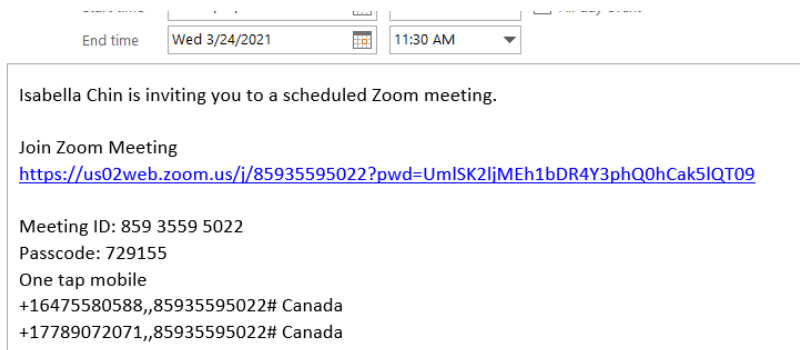 End time Wed 3/24/2021 11:30 AM
Isabella Chin is inviting you to a scheduled Zoom meeting.
Join Zoom Meeting
https://us02web.zoom.us/j/85935595022?pwd=UmlSK2ljMEh1bDR4Y3phQ0hCak5lQT09
Meeting ID: 859 3559 5022
Passcode: 729155
One tap mobile
+16475580588,,85935595022# Canada
+17789072071,,85935595022# Canada